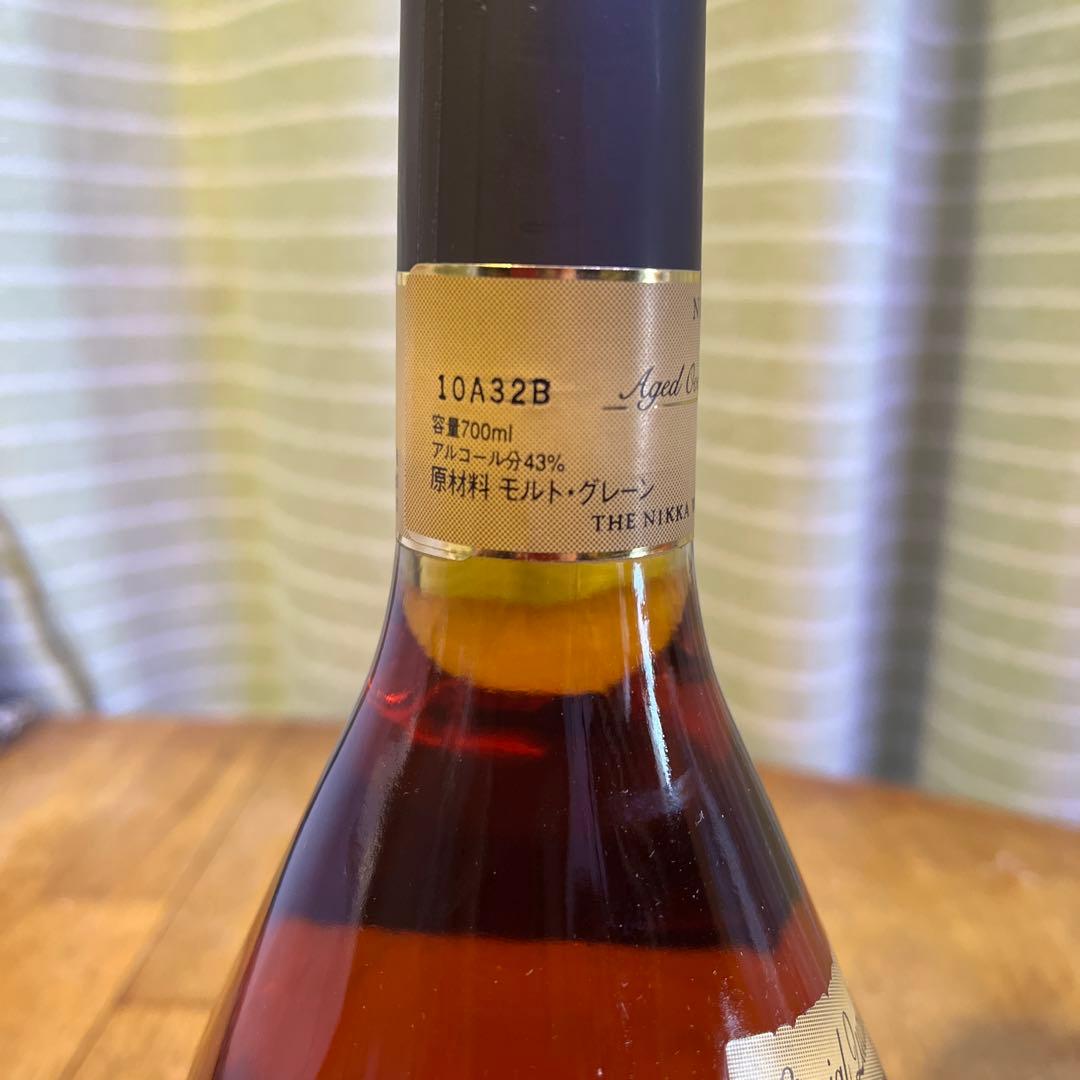 10A32B
容量700ml
アルコール分43%
原材料 モルト・グレーン
Aged
THE NIKKA